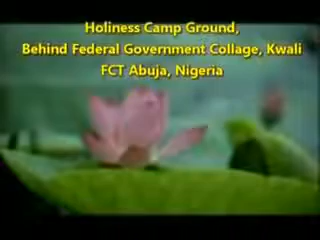 Holiness Camp Ground,
Behind Federal Government Collage, Kwali
FCT Abuja, Nigeria